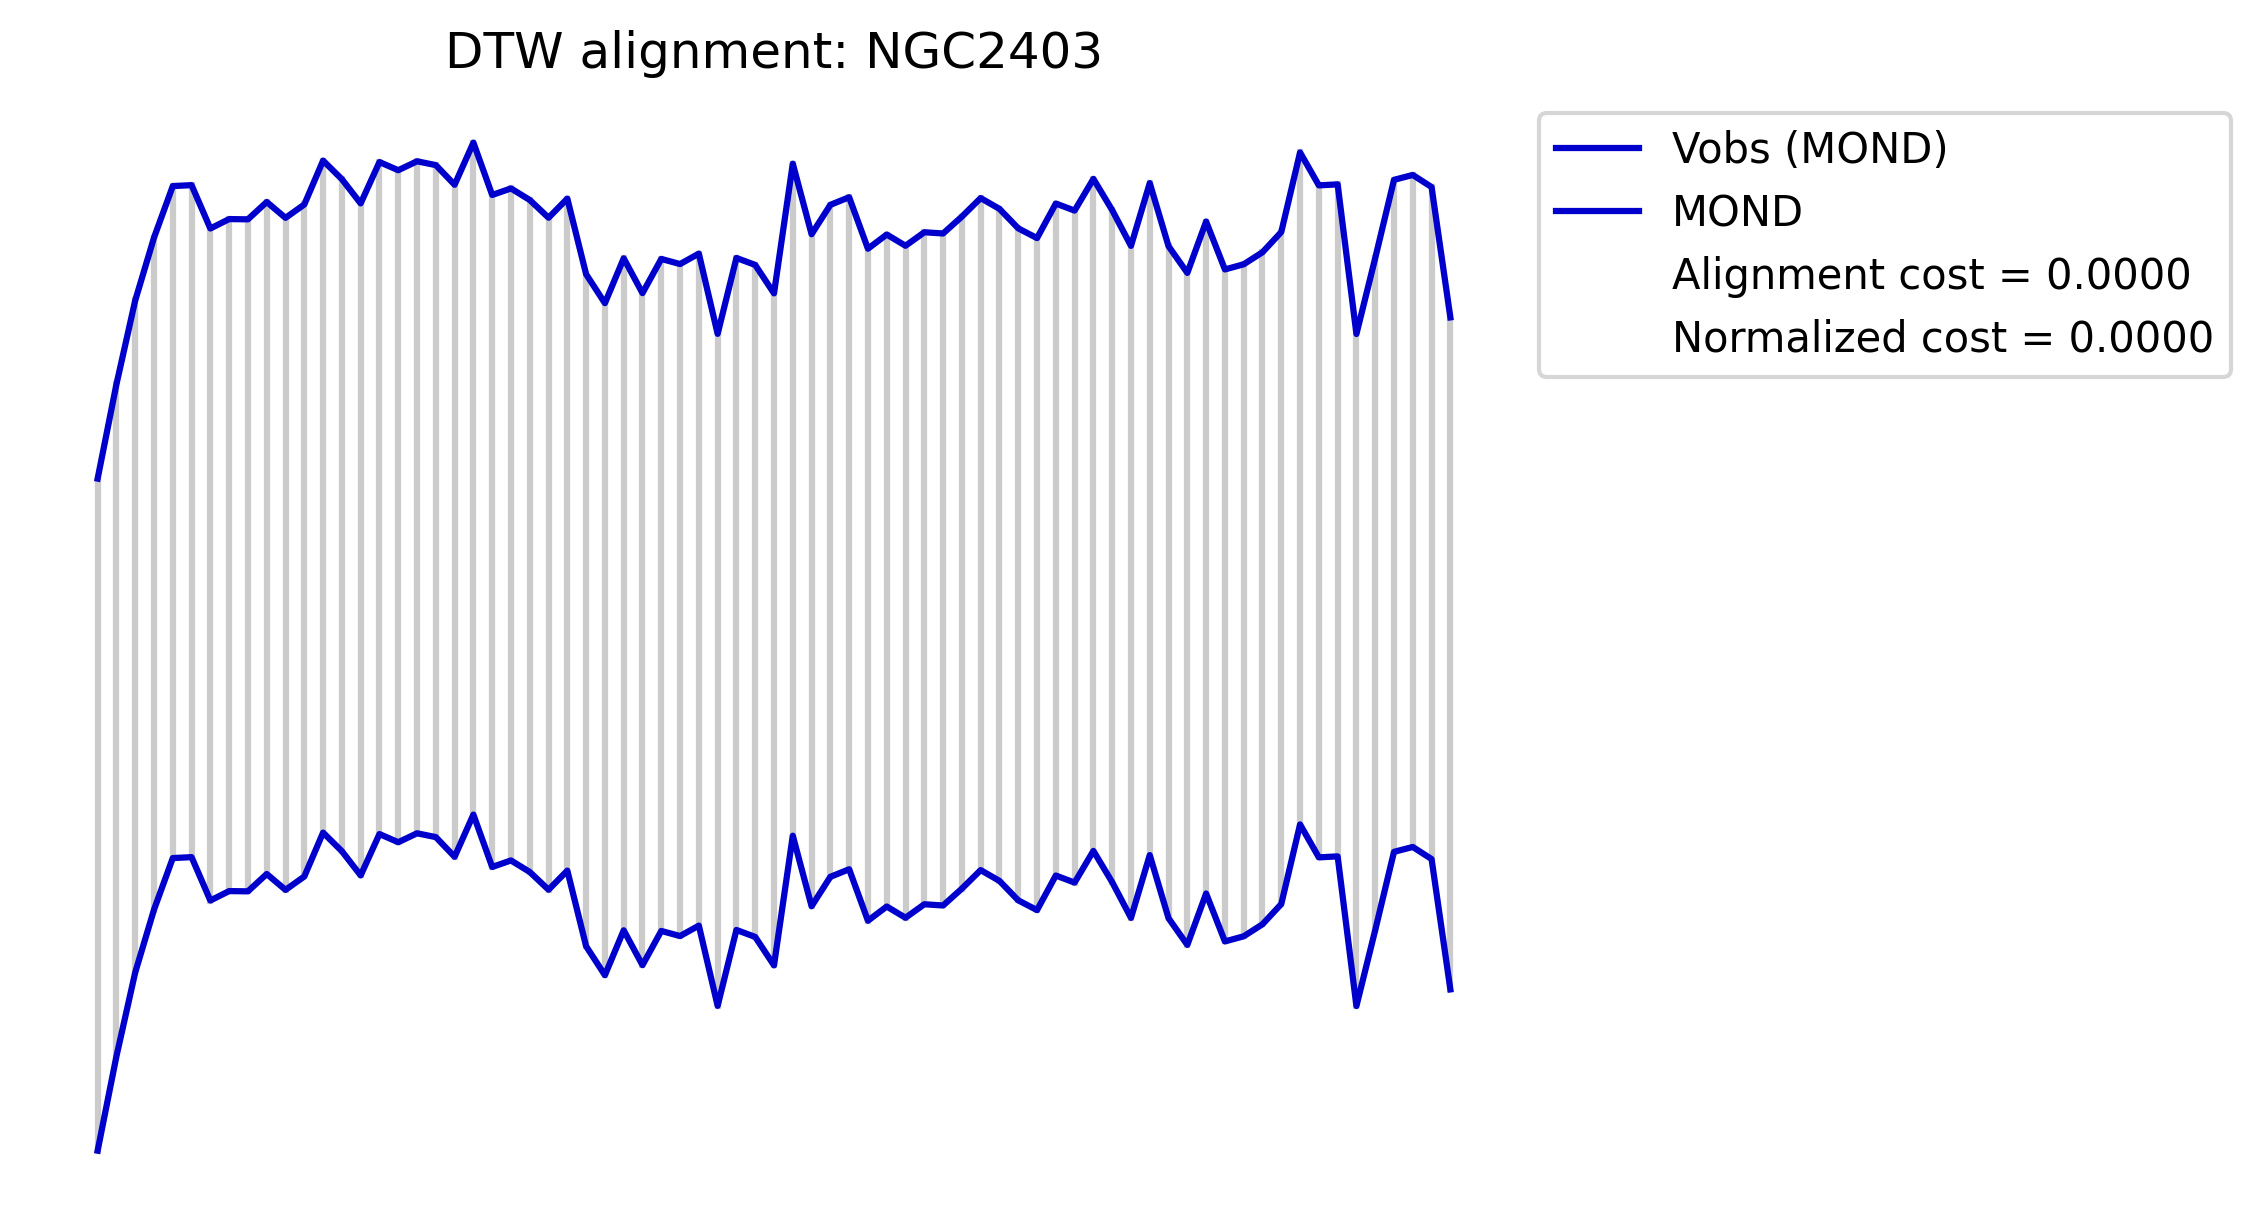 DTW alignment: NGC2403
Vobs (MOND)
MOND
Alignment cost = 0.0000
Normalized cost = 0.0000